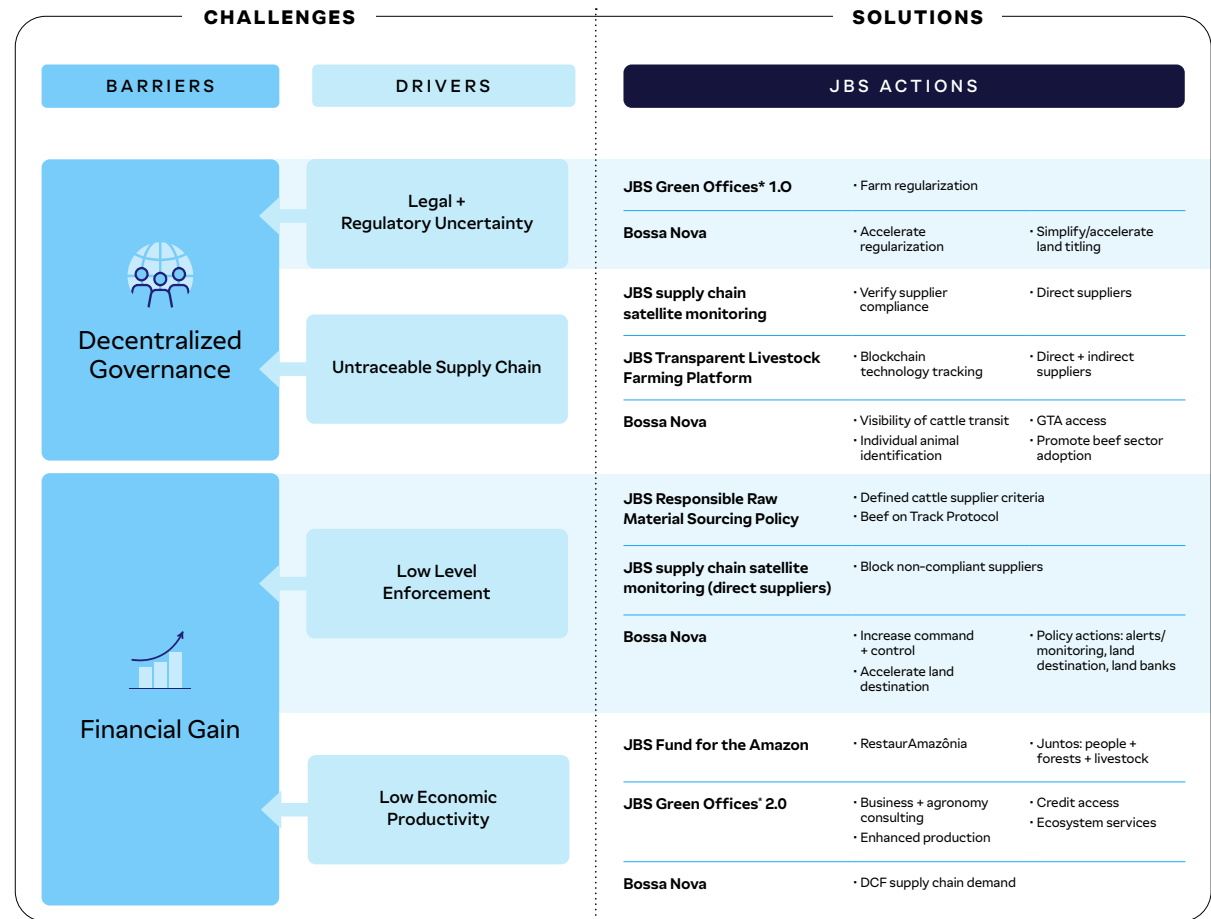 CHALLENGES
SOLUTIONS
BARRIERS
DRIVERS
JBS ACTIONS
Decentralized
Governance
Legal +
Regulatory Uncertainty
JBS Green Offices* 1.0
• Farm regularization
Bossa Nova
• Accelerate
regularization
• Simplify/accelerate
land titling
Untraceable Supply Chain
JBS supply chain
satellite monitoring
• Verify supplier
compliance
• Direct suppliers
JBS Transparent Livestock
Farming Platform
• Blockchain
technology tracking
• Direct + indirect
suppliers
Bossa Nova
• Visibility of cattle transit
• Individual animal
identification
• GTA access
• Promote beef sector
adoption
Financial Gain
Low Level
Enforcement
JBS Responsible Raw
Material Sourcing Policy
• Defined cattle supplier criteria
• Beef on Track Protocol
JBS supply chain satellite
monitoring (direct suppliers)
• Block non-compliant suppliers
Bossa Nova
• Increase command
+ control
• Accelerate land
destination
• Policy actions: alerts/
monitoring, land
destination, land banks
Low Economic
Productivity
JBS Fund for the Amazon
• RestaurAmazônia
• Juntos: people +
forests + livestock
JBS Green Offices* 2.0
• Business + agronomy
consulting
• Enhanced production
• Credit access
• Ecosystem services
Bossa Nova
• DCF supply chain demand